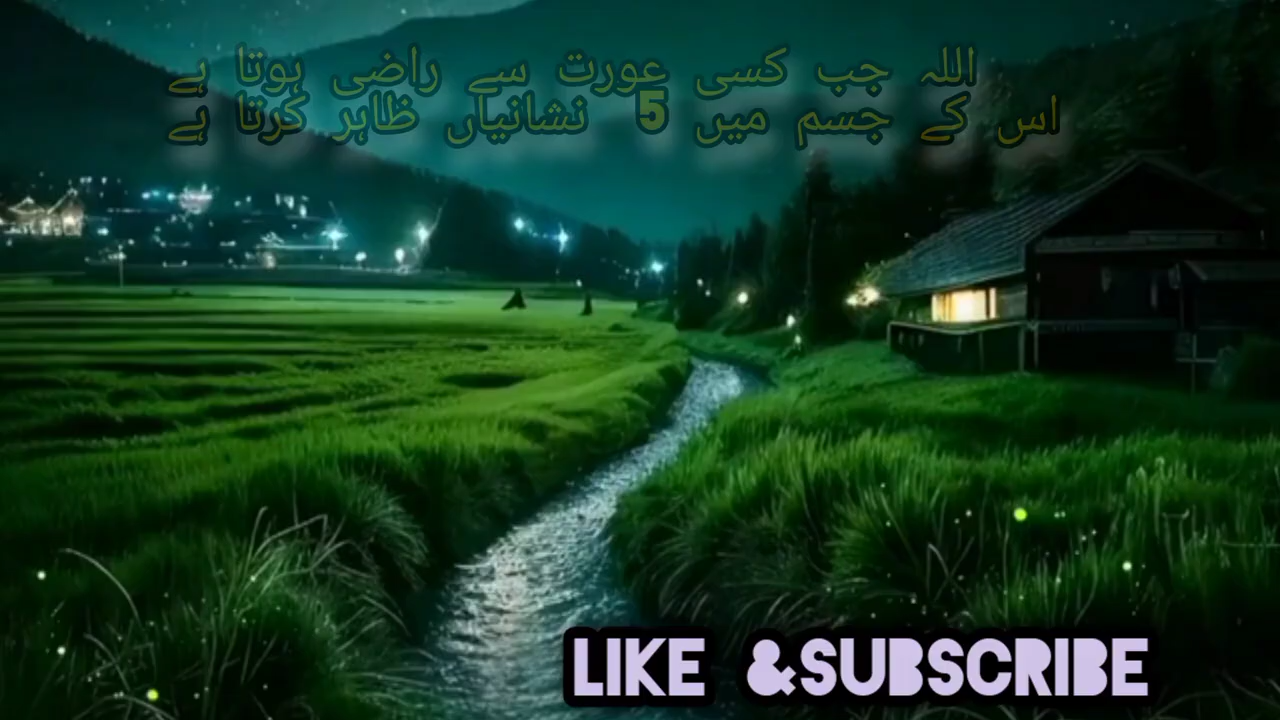 اللہ جب کسی عورت سے راضی ہوتا ہے
اس کے جسم میں 5 نشانیاں ظاہر کرتا ہے
LIKE &SUBSCRIBE